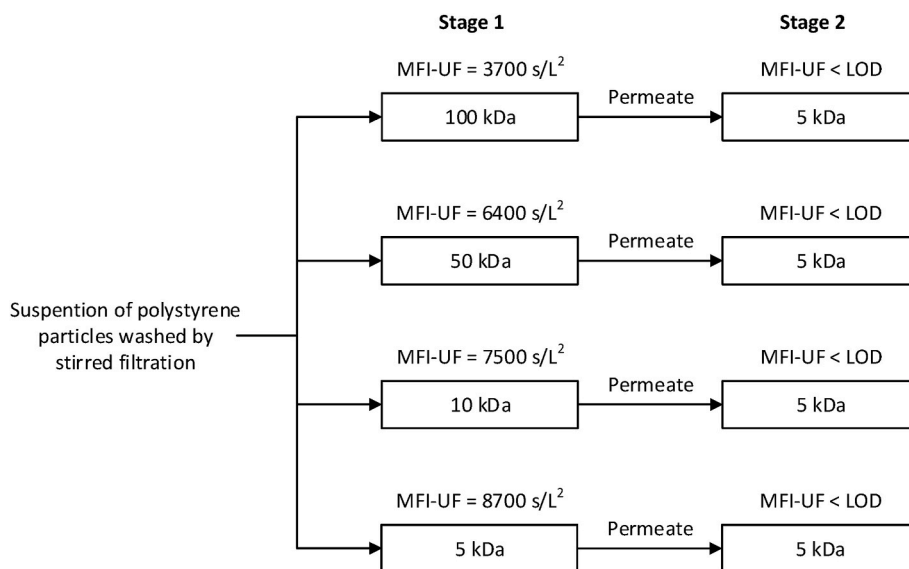 Stage 1
Stage 2
MFI-UF = 3700 s/L²
MFI-UF < LOD
Permeate
100 kDa
5 kDa
MFI-UF = 6400 s/L²
MFI-UF < LOD
Permeate
50 kDa
5 kDa
Suspention of polystyrene
particles washed by
stirred filtration
MFI-UF = 7500 s/L²
MFI-UF < LOD
Permeate
10 kDa
5 kDa
MFI-UF = 8700 s/L²
MFI-UF < LOD
Permeate
5 kDa
5 kDa